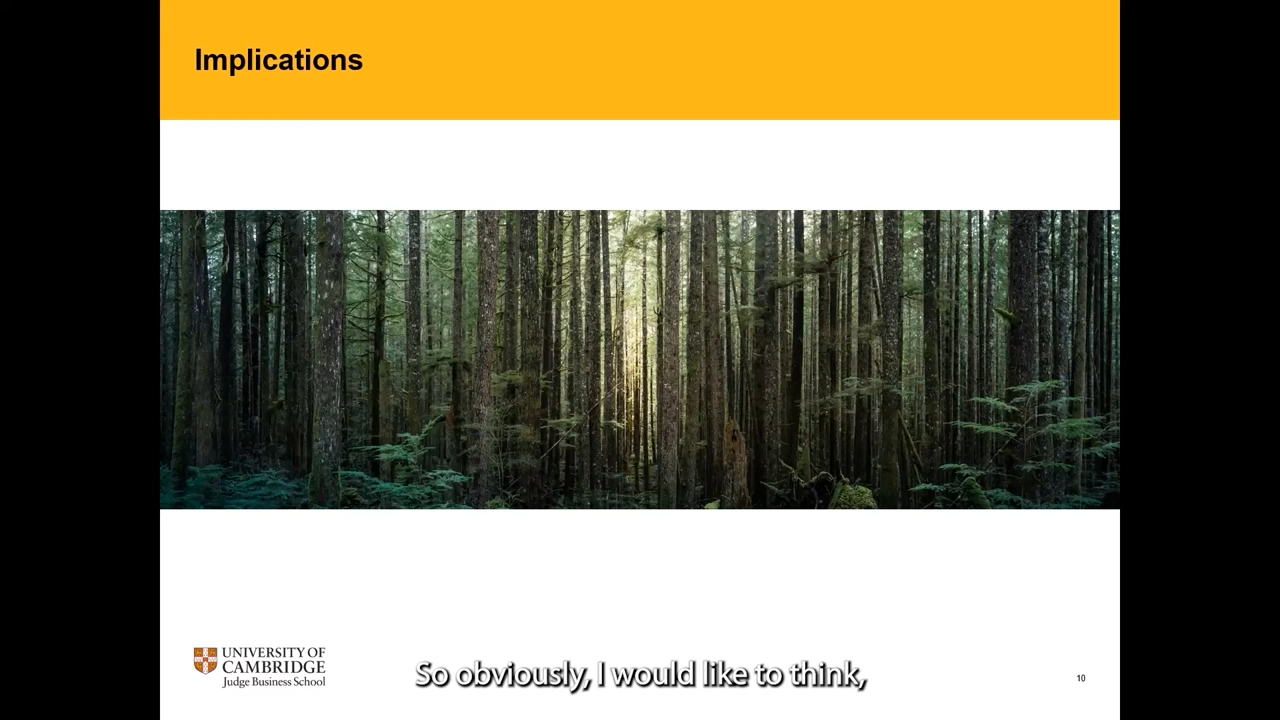 Implications
UNIVERSITY OF
CAMBRIDGE
Judge Business School
So obviously, I would like to think,
10